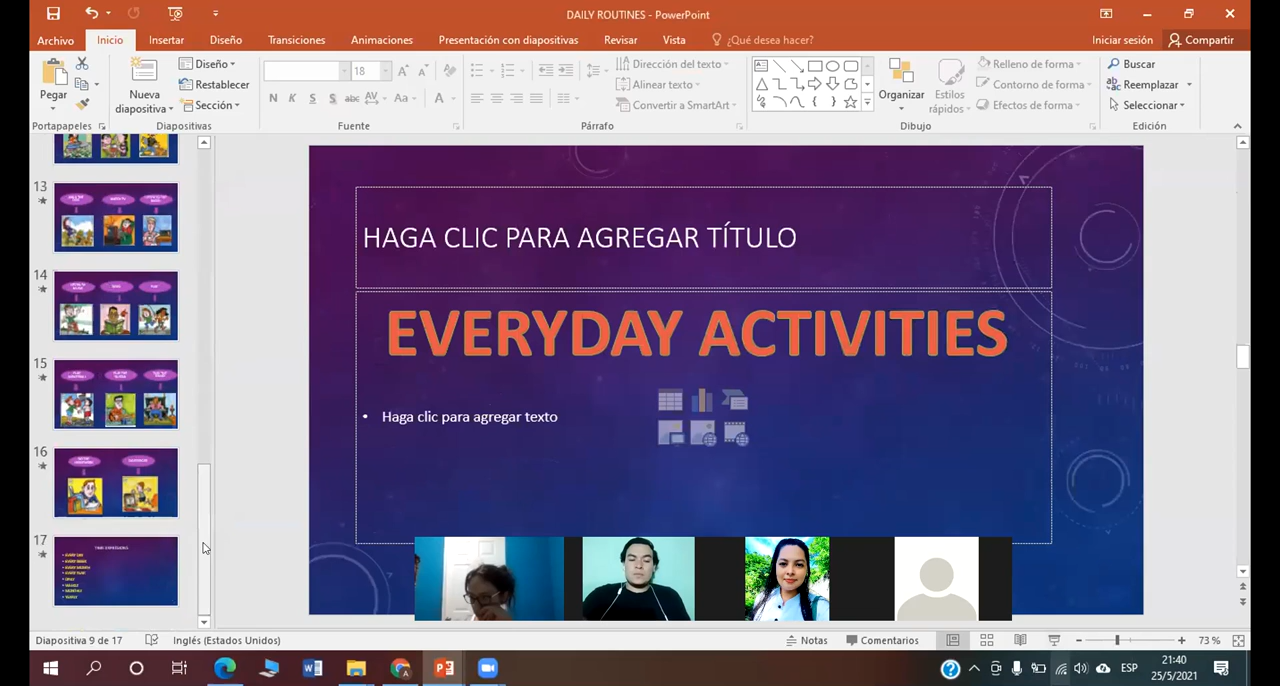 DAILY ROUTINES - PowerPoint
Archivo Inicio Insertar Diseño Transiciones Animaciones Presentación con diapositivas Revisar Vista ¿Qué desea hacer? Iniciar sesión Compartir
Pegar
Nueva diapositiva
Diseño
Restablecer
Sección
18
N K S S abc AV Aa A
Dirección del texto
Alinear texto
Convertir a SmartArt
Organizar
Estilos rápidos
Relleno de forma
Contorno de forma
Efectos de forma
Buscar
Reemplazar
Seleccionar
Portapapeles Diapositivas Fuente Párrafo Dibujo Edición
13
14
15
16
17
TIME EXPRESSIONS
HAGA CLIC PARA AGREGAR TÍTULO
EVERYDAY ACTIVITIES
• Haga clic para agregar texto
Diapositiva 9 de 17 Inglés (Estados Unidos) Notas Comentarios 73 %
ESP
21:40
25/5/2021